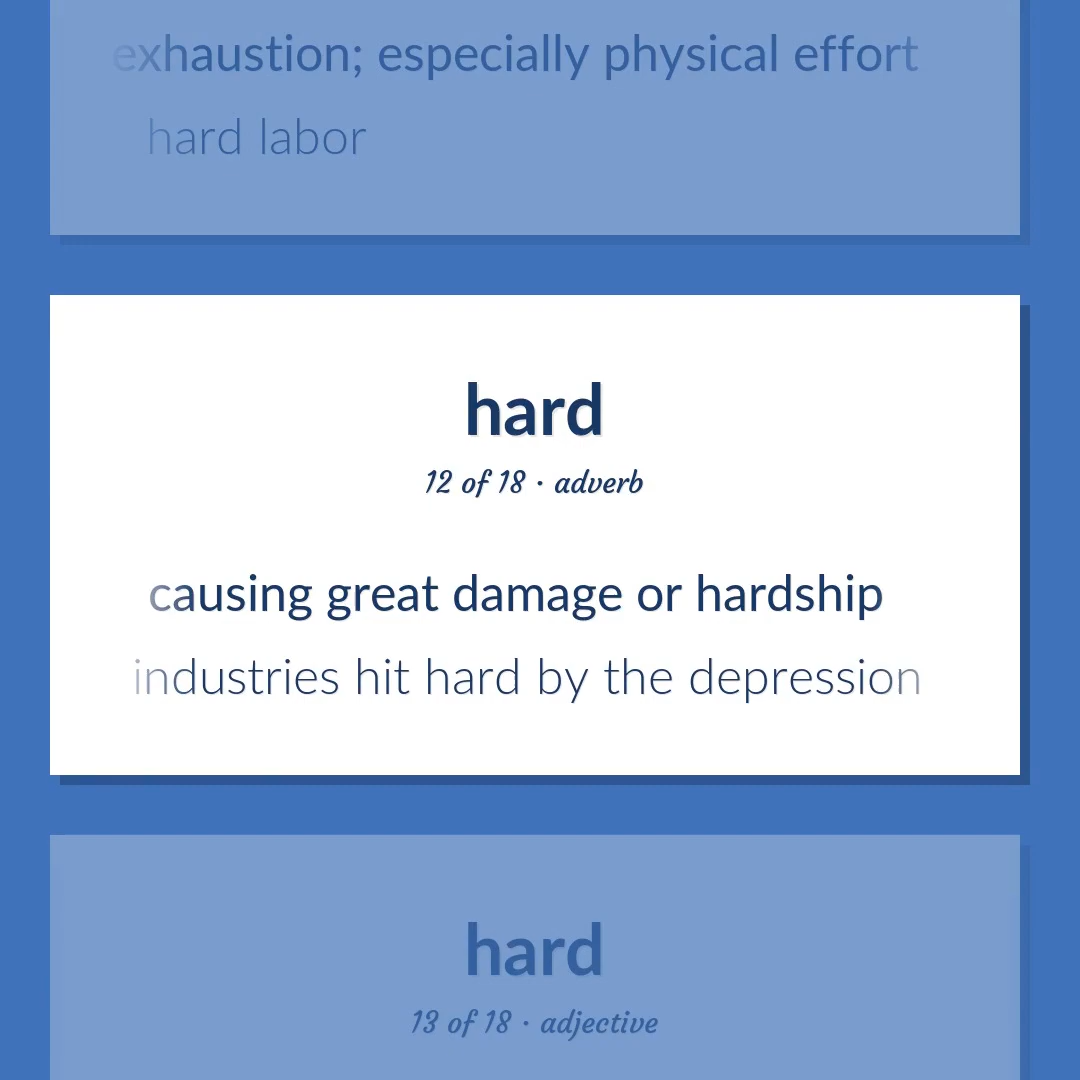 exhaustion; especially physical effort
hard labor
hard
12 of 18 · adverb
causing great damage or hardship
industries hit hard by the depression
hard
13 of 18 · adjective